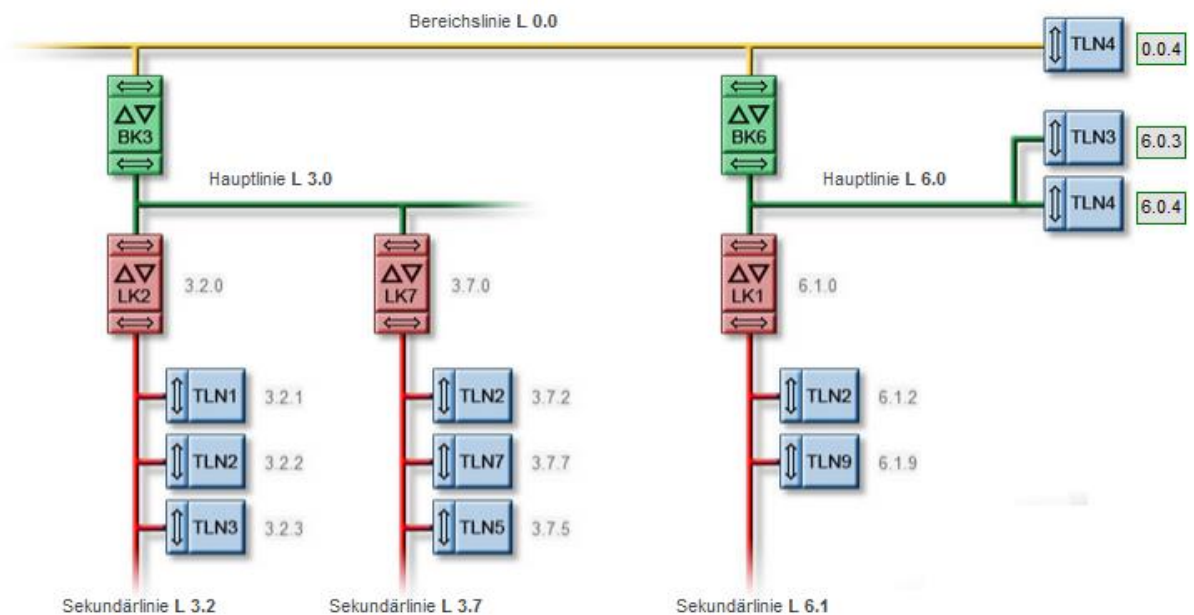 Bereichslinie L 0.0
TLN4 0.0.4
BK3
BK6
TLN3 6.0.3
Hauptlinie L 3.0
Hauptlinie L 6.0
TLN4 6.0.4
LK2 3.2.0
LK7 3.7.0
LK1 6.1.0
TLN1 3.2.1
TLN2 3.7.2
TLN2 6.1.2
TLN2 3.2.2
TLN7 3.7.7
TLN9 6.1.9
TLN3 3.2.3
TLN5 3.7.5
Sekundärlinie L 3.2
Sekundärlinie L 3.7
Sekundärlinie L 6.1